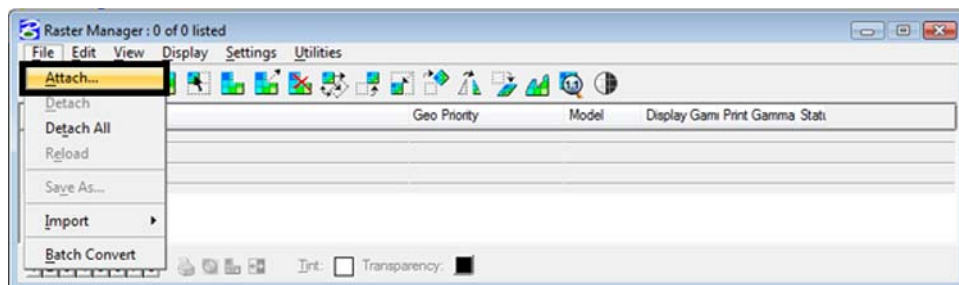 Raster Manager : 0 of 0 listed
File Edit View Display Settings Utilities
Attach...
Detach
Geo Priority Model Display Gami Print Gamma Statu
Detach All
Reload
Save As...
Import
Batch Convert
Tint: Transparency: